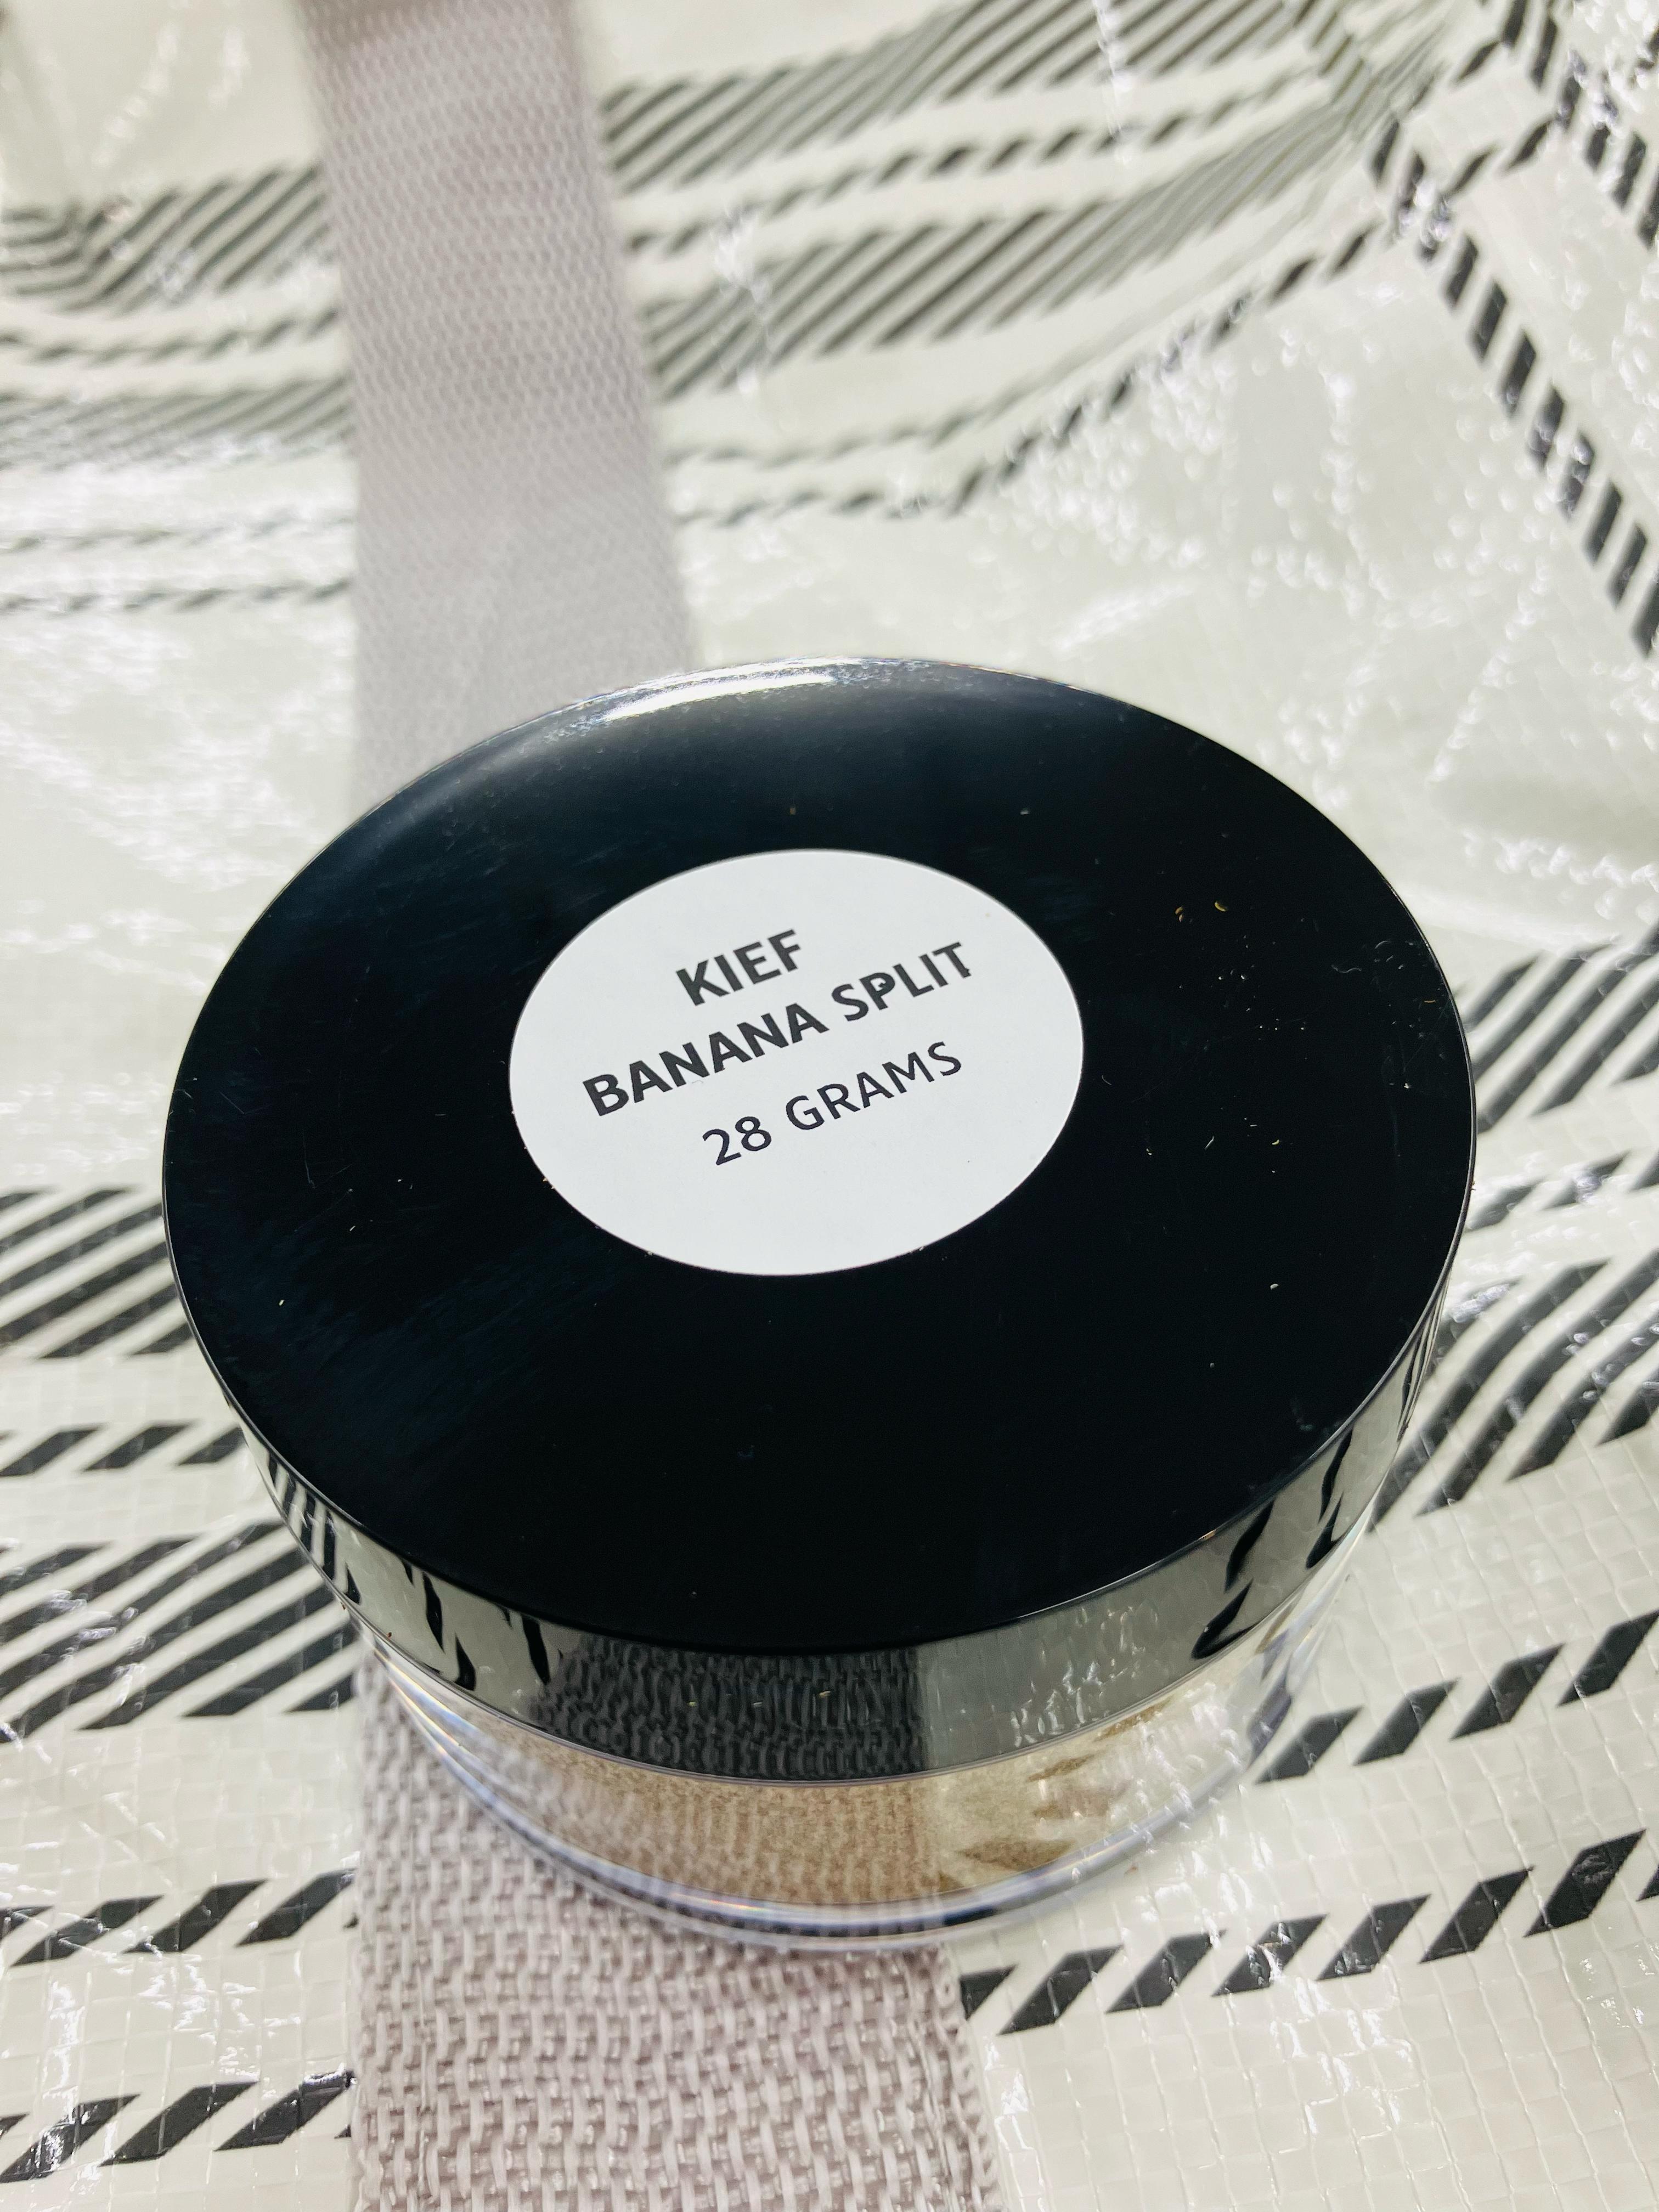 KIEF
BANANA SPLIT
28 GRAMS